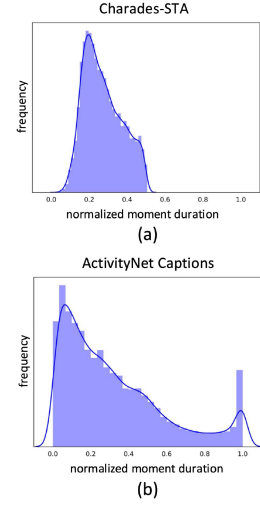 Charades-STA
frequency
0.0 0.2 0.4 0.6 0.8 1.0
normalized moment duration
(a)
ActivityNet Captions
frequency
0.0 0.2 0.4 0.6 0.8 1.0
normalized moment duration
(b)